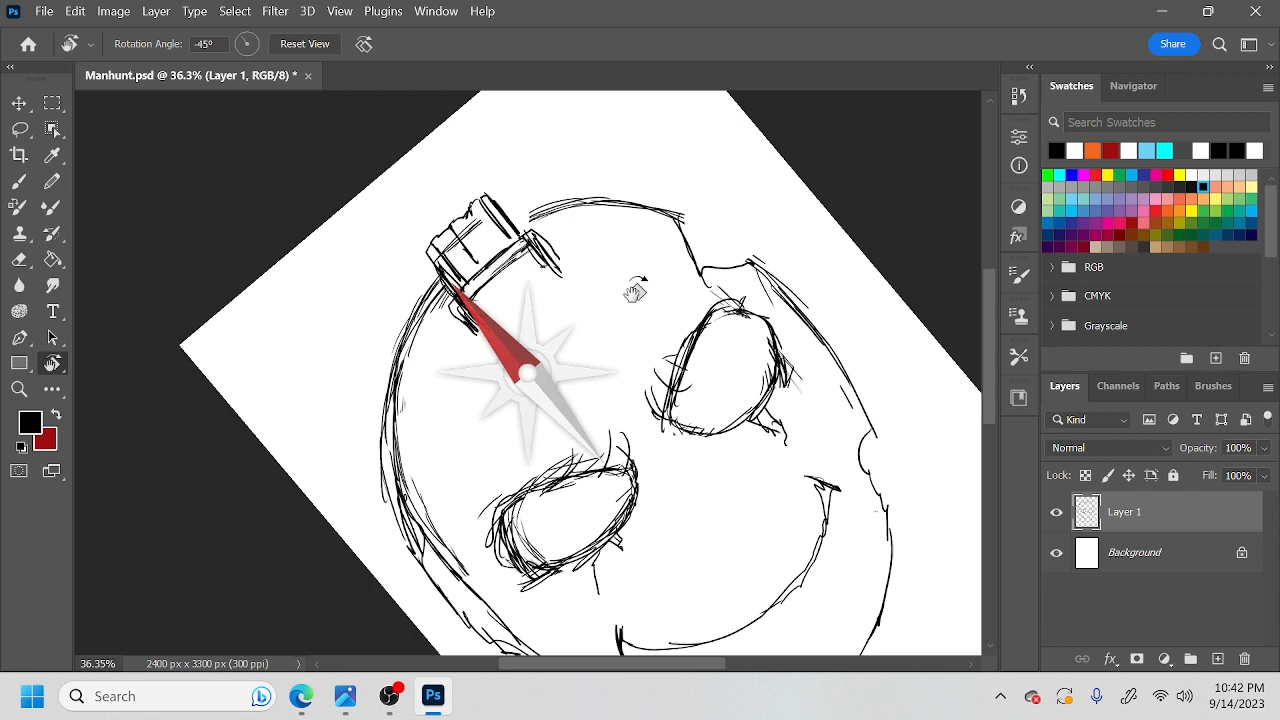 Ps File Edit Image Layer Type Select Filter 3D View Plugins Window Help
Rotation Angle: -45° Reset View Share
Manhunt.psd @ 36.3% (Layer 1, RGB/8) *
Swatches Navigator
Search Swatches
RGB
CMYK
Grayscale
Layers Channels Paths Brushes
Kind
Normal Opacity: 100%
Lock: Fill: 100%
Layer 1
Background
36.35% 2400 px x 3300 px (300 ppi)
Search
Ps
10:42 PM
9/14/2023